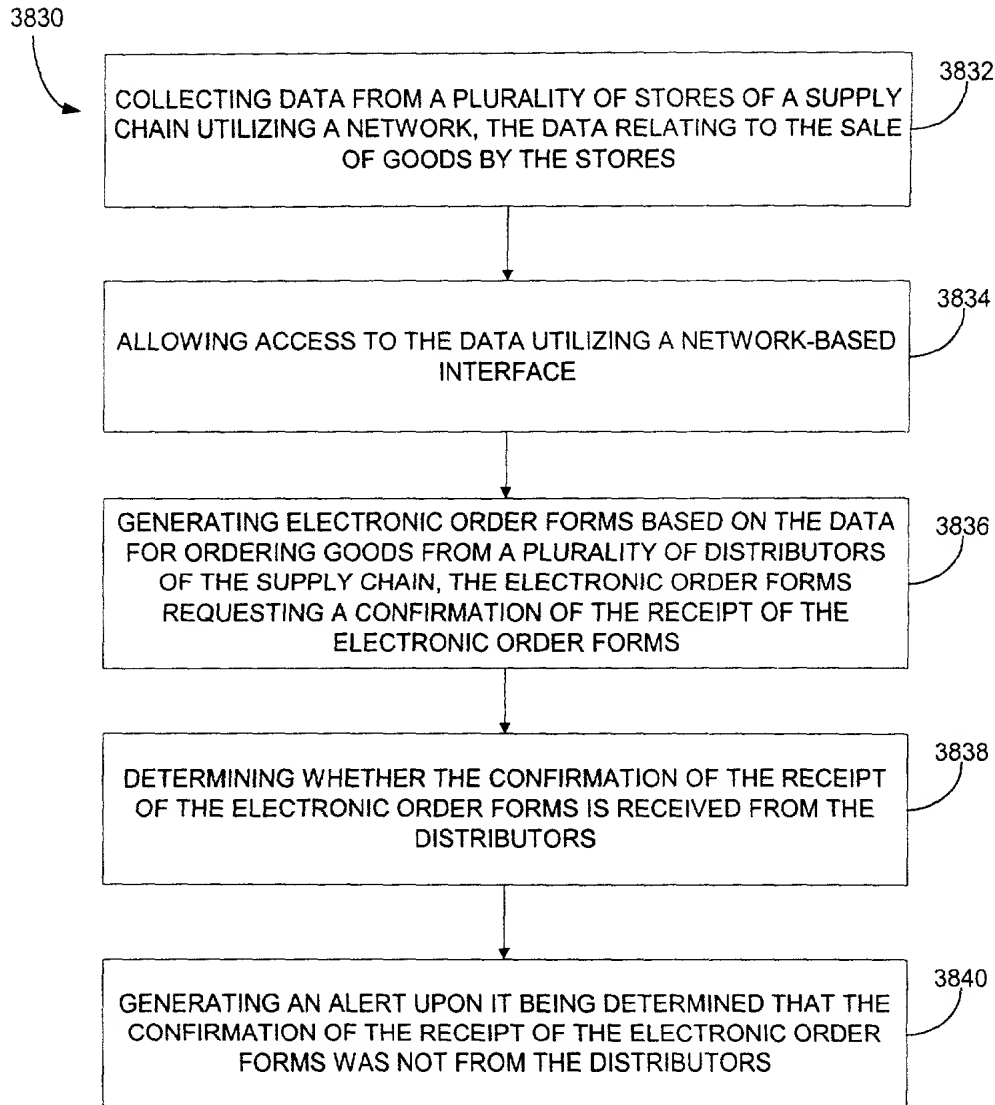 3830
3832
COLLECTING DATA FROM A PLURALITY OF STORES OF A SUPPLY
CHAIN UTILIZING A NETWORK, THE DATA RELATING TO THE SALE
OF GOODS BY THE STORES
3834
ALLOWING ACCESS TO THE DATA UTILIZING A NETWORK-BASED
INTERFACE
3836
GENERATING ELECTRONIC ORDER FORMS BASED ON THE DATA
FOR ORDERING GOODS FROM A PLURALITY OF DISTRIBUTORS
OF THE SUPPLY CHAIN, THE ELECTRONIC ORDER FORMS
REQUESTING A CONFIRMATION OF THE RECEIPT OF THE
ELECTRONIC ORDER FORMS
3838
DETERMINING WHETHER THE CONFIRMATION OF THE RECEIPT
OF THE ELECTRONIC ORDER FORMS IS RECEIVED FROM THE
DISTRIBUTORS
3840
GENERATING AN ALERT UPON IT BEING DETERMINED THAT THE
CONFIRMATION OF THE RECEIPT OF THE ELECTRONIC ORDER
FORMS WAS NOT FROM THE DISTRIBUTORS